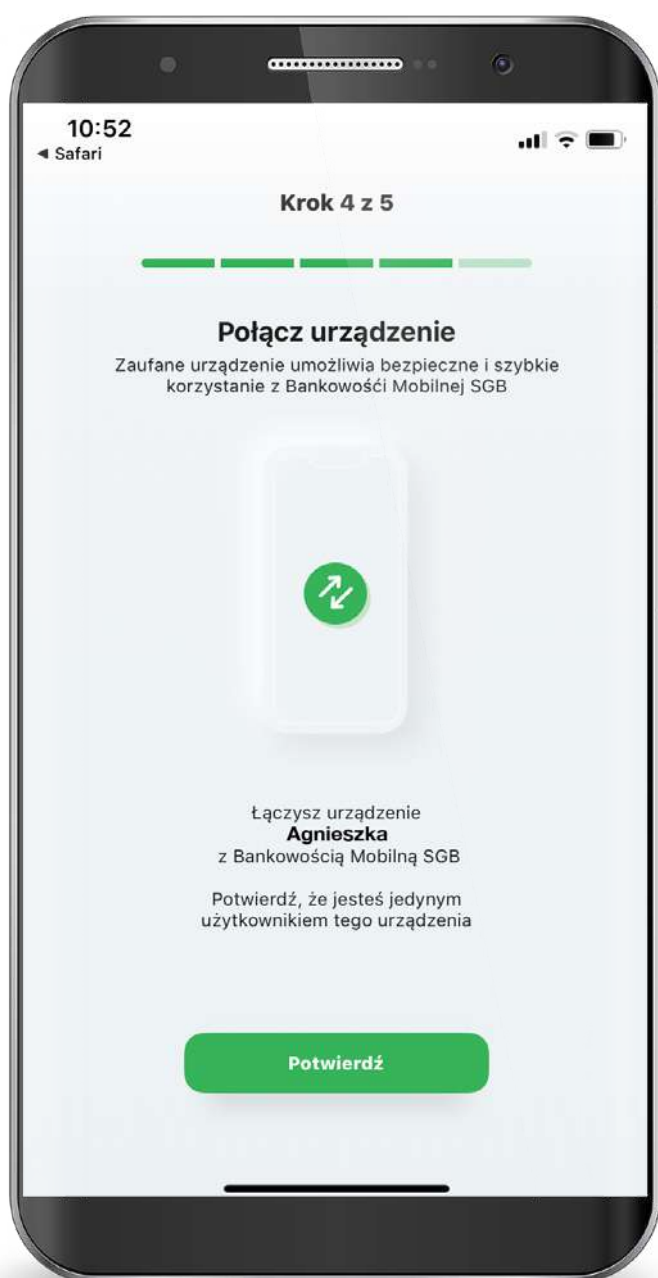 10:52
◀ Safari
Krok 4 z 5
Połącz urządzenie
Zaufane urządzenie umożliwia bezpieczne i szybkie
korzystanie z Bankowośći Mobilnej SGB
Łączysz urządzenie
Agnieszka
z Bankowością Mobilną SGB
Potwierdź, że jesteś jedynym
użytkownikiem tego urządzenia
Potwierdź